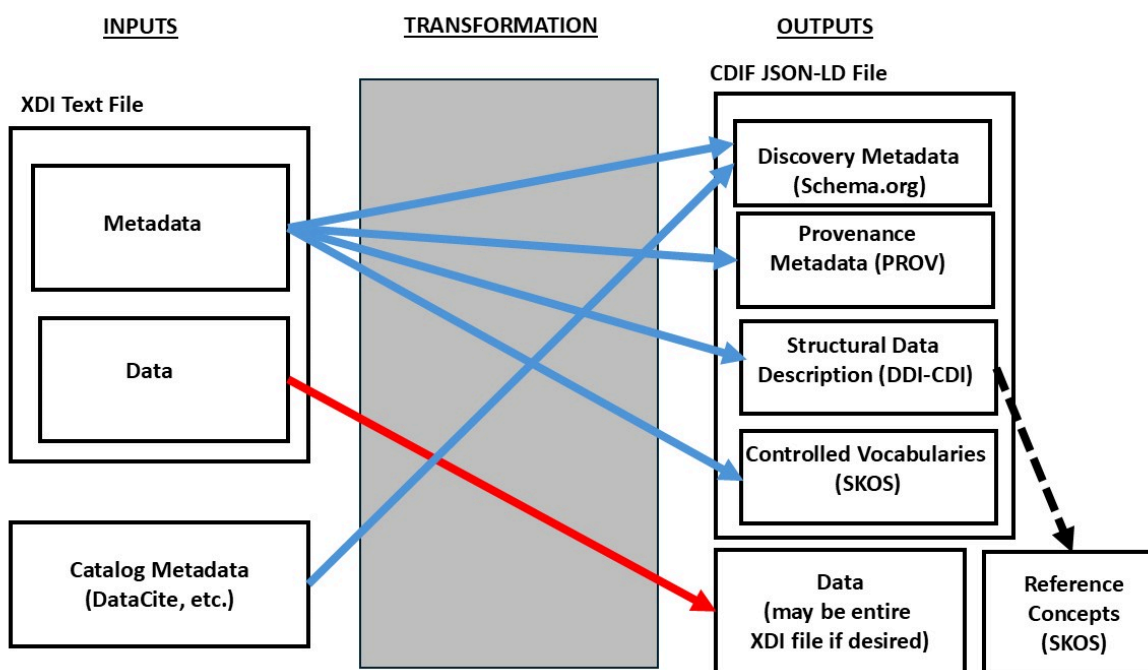 INPUTS
TRANSFORMATION
OUTPUTS
XDI Text File
Metadata
Data
Catalog Metadata
(DataCite, etc.)
CDIF JSON-LD File
Discovery Metadata
(Schema.org)
Provenance
Metadata (PROV)
Structural Data
Description (DDI-CDI)
Controlled Vocabularies
(SKOS)
Data
(may be entire
XDI file if desired)
Reference
Concepts
(SKOS)